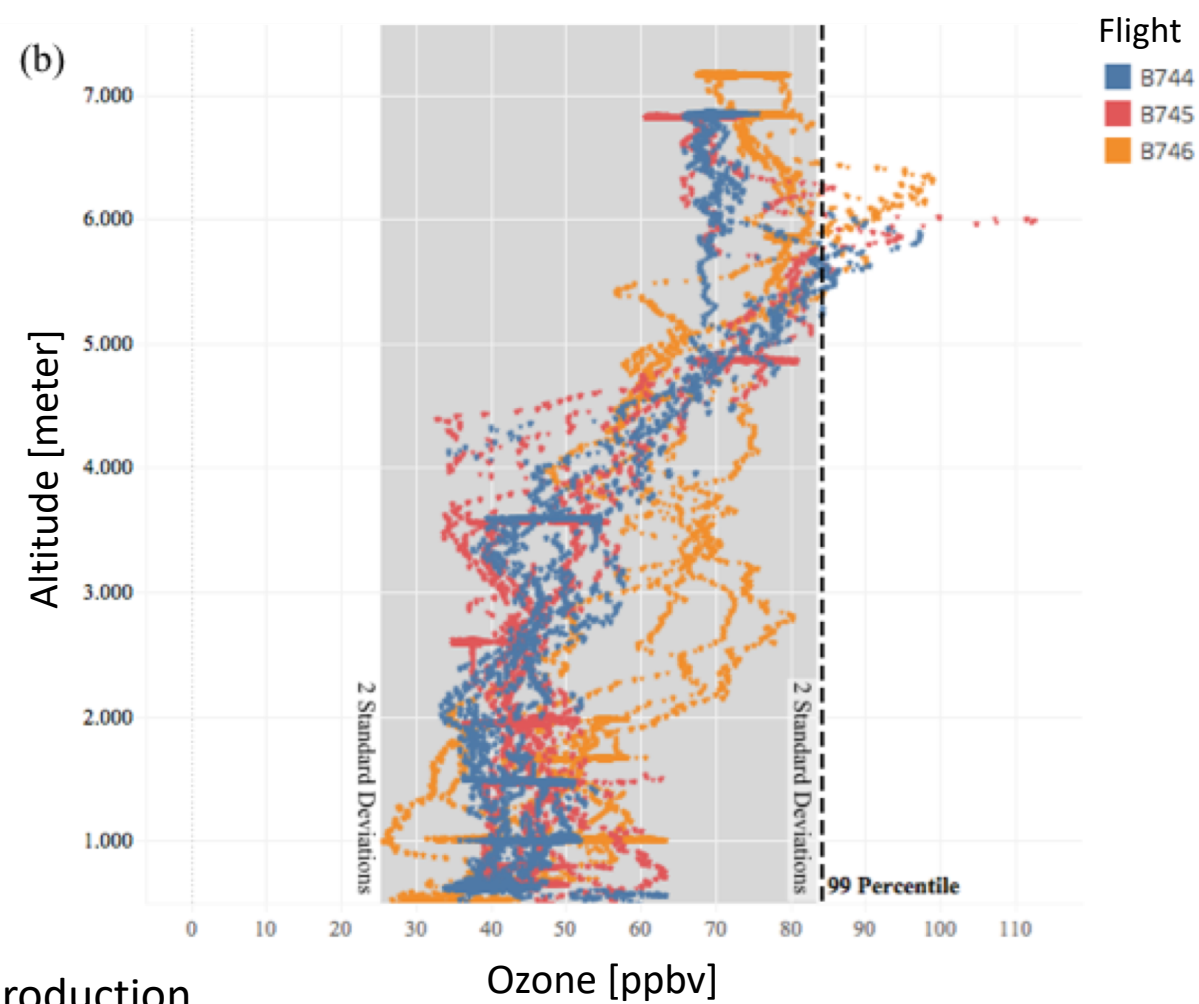 (b)
Flight
B744
B745
B746
7.000
6.000
5.000
4.000
3.000
2.000
1.000
Altitude [meter]
2 Standard Deviations
2 Standard Deviations
99 Percentile
0 10 20 30 40 50 60 70 80 90 100 110
Ozone [ppbv]
roduction